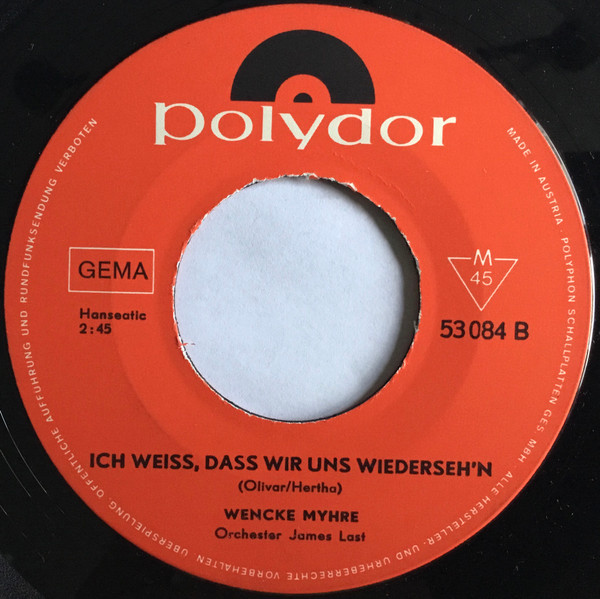 polydor
MADE IN AUSTRIA · POLYPHON SCHALLPLATTEN GES MBH · ALLE HERSTELLER- UND URHEBERRECHTE VORBEHALTEN
ÜBERSPIELUNG ÖFFENTLICHE AUFFÜHRUNG UND RUNDFUNKSENDUNG VERBOTEN
GEMA
Hanseatic
2:45
M
45
53 084 B
ICH WEISS, DASS WIR UNS WIEDERSEH'N
(Olivar/Hertha)
WENCKE MYHRE
Orchester James Last